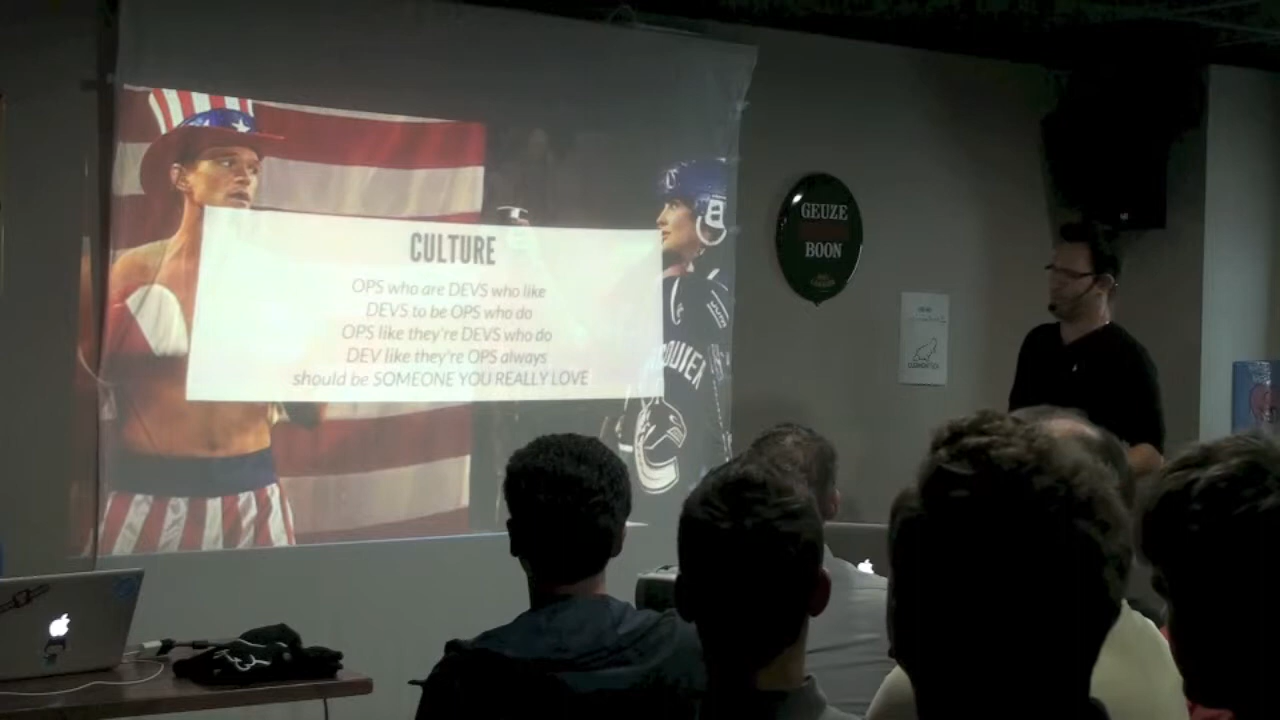 CULTURE
OPS who are DEVS who like
DEVS to be OPS who do
OPS like they're DEVS who do
DEV like they're OPS always
should be SOMEONE YOU REALLY LOVE
GEUZE
BOON